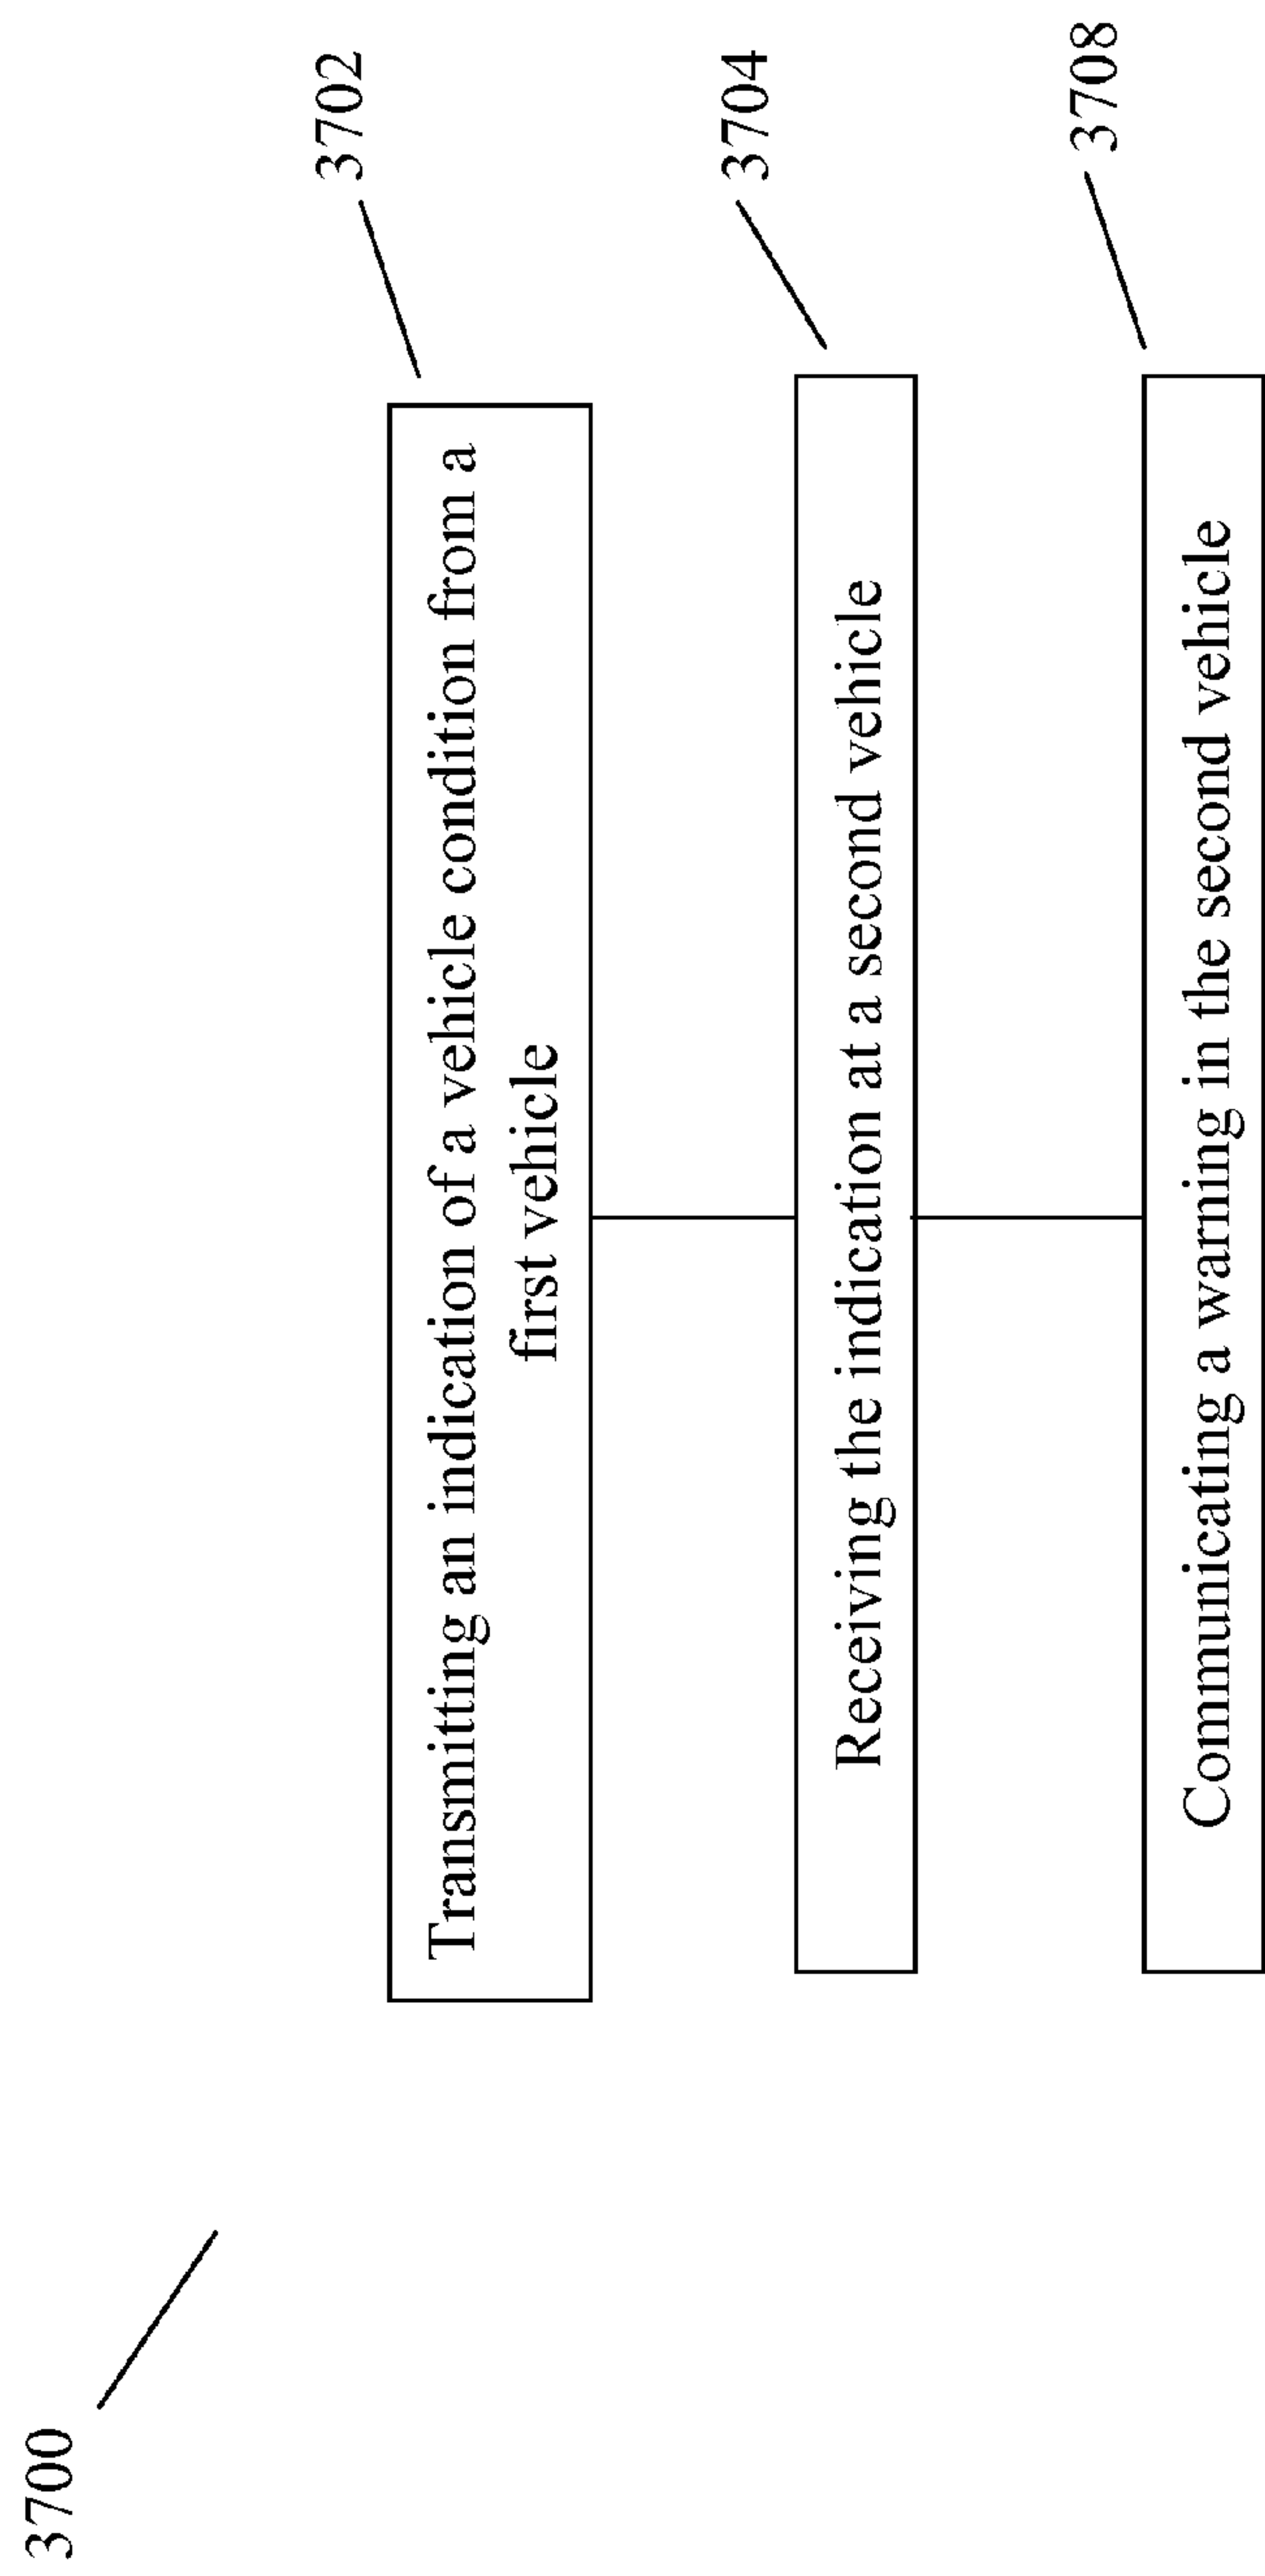 3700
3702
Transmitting an indication of a vehicle condition from a
first vehicle
3704
Receiving the indication at a second vehicle
3708
Communicating a warning in the second vehicle